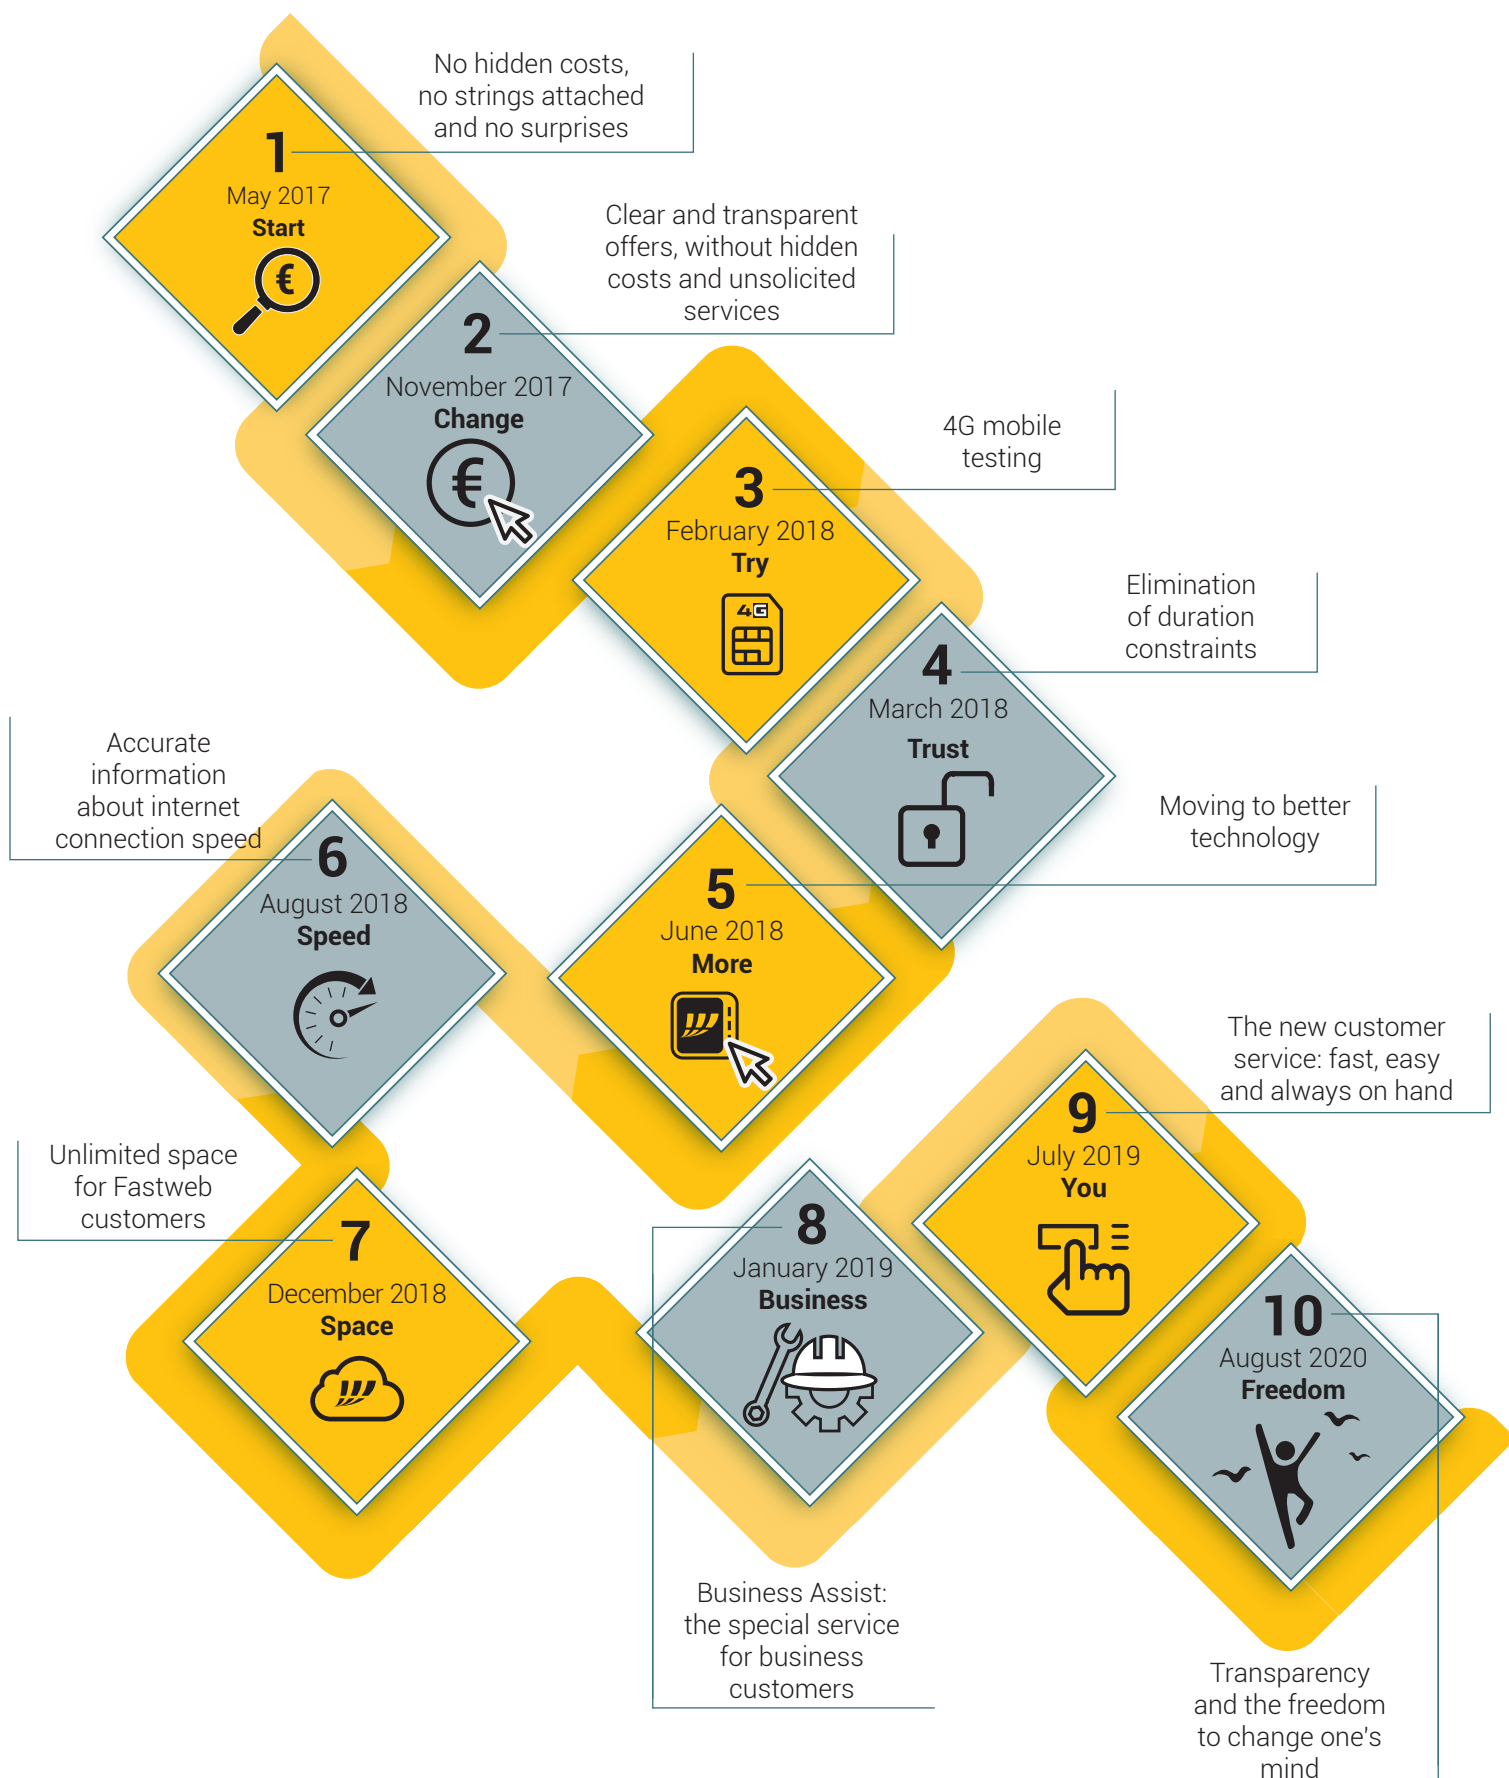 No hidden costs,
no strings attached
and no surprises
1
May 2017
Start
€
Clear and transparent
offers, without hidden
costs and unsolicited
services
2
November 2017
Change
€
4G mobile
testing
3
February 2018
Try
4G
Elimination
of duration
constraints
4
March 2018
Trust
Moving to better
technology
5
June 2018
More
Accurate
information
about internet
connection speed
6
August 2018
Speed
Unlimited space
for Fastweb
customers
7
December 2018
Space
8
January 2019
Business
Business Assist:
the special service
for business
customers
The new customer
service: fast, easy
and always on hand
9
July 2019
You
10
August 2020
Freedom
Transparency
and the freedom
to change one's
mind